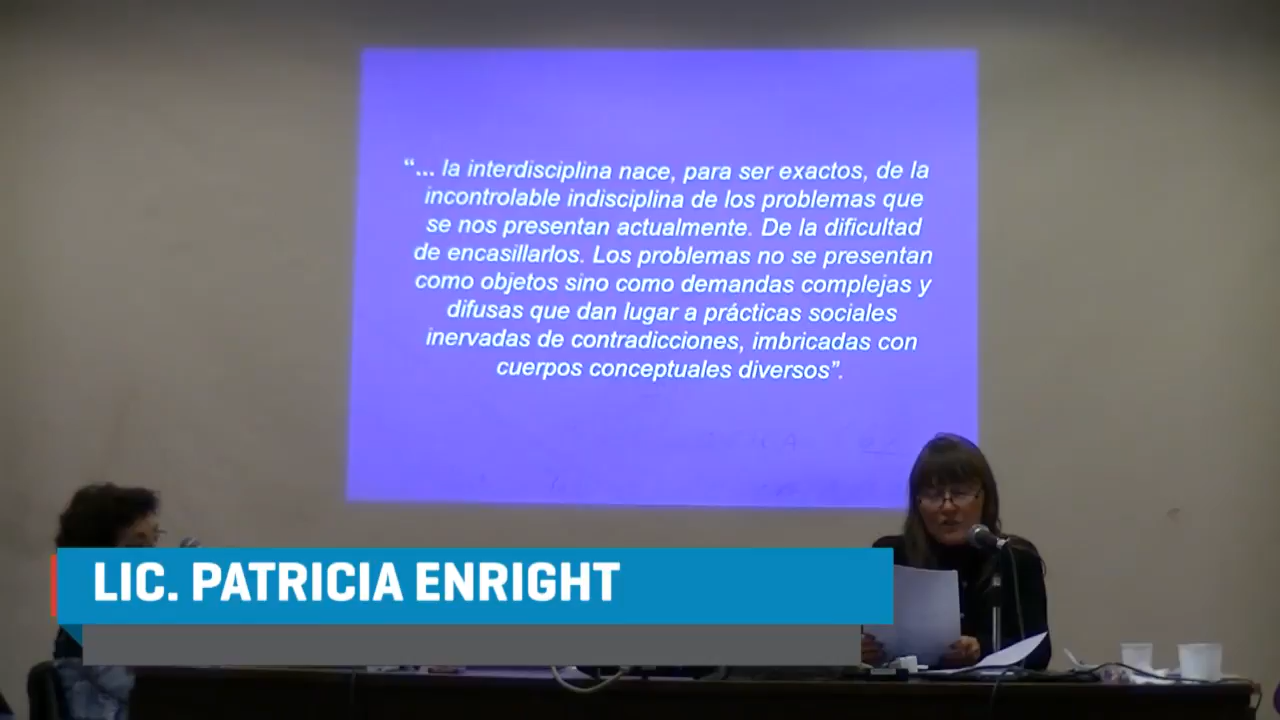 “... la interdisciplina nace, para ser exactos, de la
incontrolable indisciplina de los problemas que
se nos presentan actualmente. De la dificultad
de encasillarlos. Los problemas no se presentan
como objetos sino como demandas complejas y
difusas que dan lugar a prácticas sociales
inervadas de contradicciones, imbricadas con
cuerpos conceptuales diversos”.
LIC. PATRICIA ENRIGHT